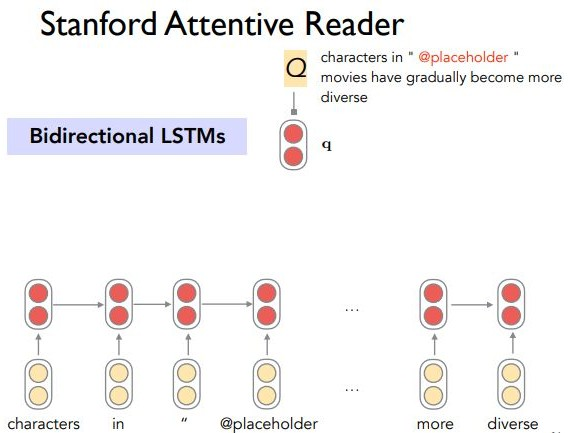 Stanford Attentive Reader
Q
characters in " @placeholder "
movies have gradually become more
diverse
Bidirectional LSTMs
q
...
...
characters in “ @placeholder more diverse